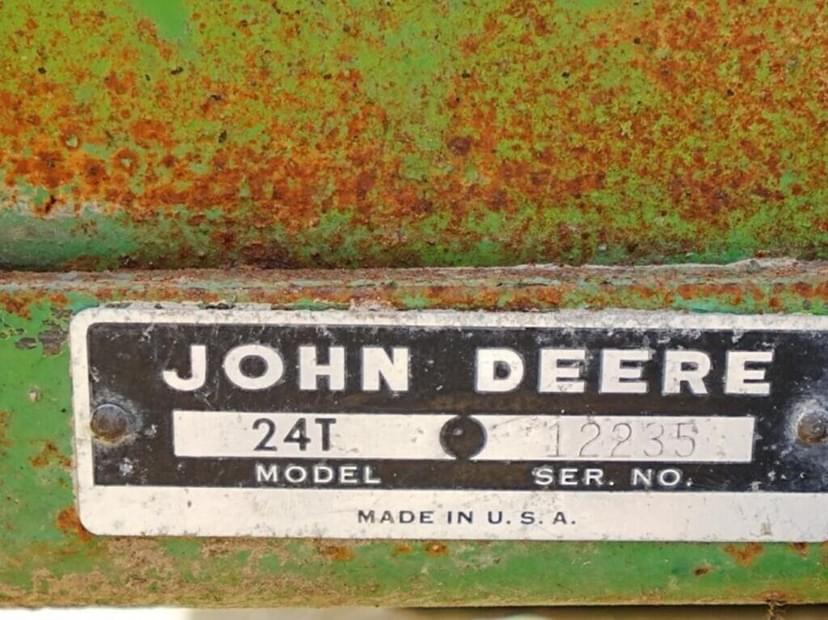 JOHN DEERE
24T 12235
MODEL SER. NO.
MADE IN U. S. A.